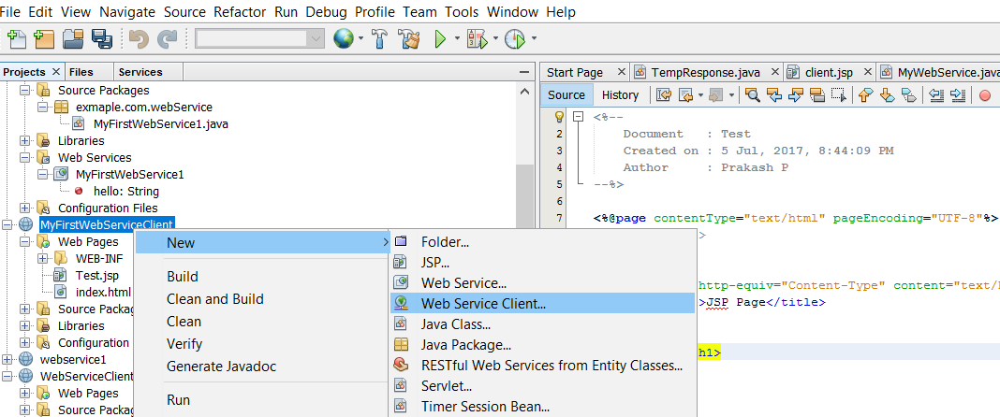 File Edit View Navigate Source Refactor Run Debug Profile Team Tools Window Help
Projects Files Services
Source Packages
exmaple.com.webService
MyFirstWebService1.java
Libraries
Web Services
MyFirstWebService1
hello: String
Configuration Files
MyFirstWebServiceClient
Web Pages
WEB-INF
Test.jsp
index.html
Source Packag
Libraries
Configuration
webservice1
WebServiceClient
Web Pages
Source Packag
New
Build
Clean and Build
Clean
Verify
Generate Javadoc
Run
Folder...
JSP...
Web Service...
Web Service Client...
Java Class...
Java Package...
RESTful Web Services from Entity Classes...
Servlet...
Timer Session Bean...
Start Page TempResponse.java client.jsp MyWebService.java
Source History
<%--
2 Document : Test
3 Created on : 5 Jul, 2017, 8:44:09 PM
4 Author : Prakash P
5 --%>
6
7 <%@page contentType="text/html" pageEncoding="UTF-8"%>
>
http-equiv="Content-Type" content="text/
>JSP Page</title>
h1>